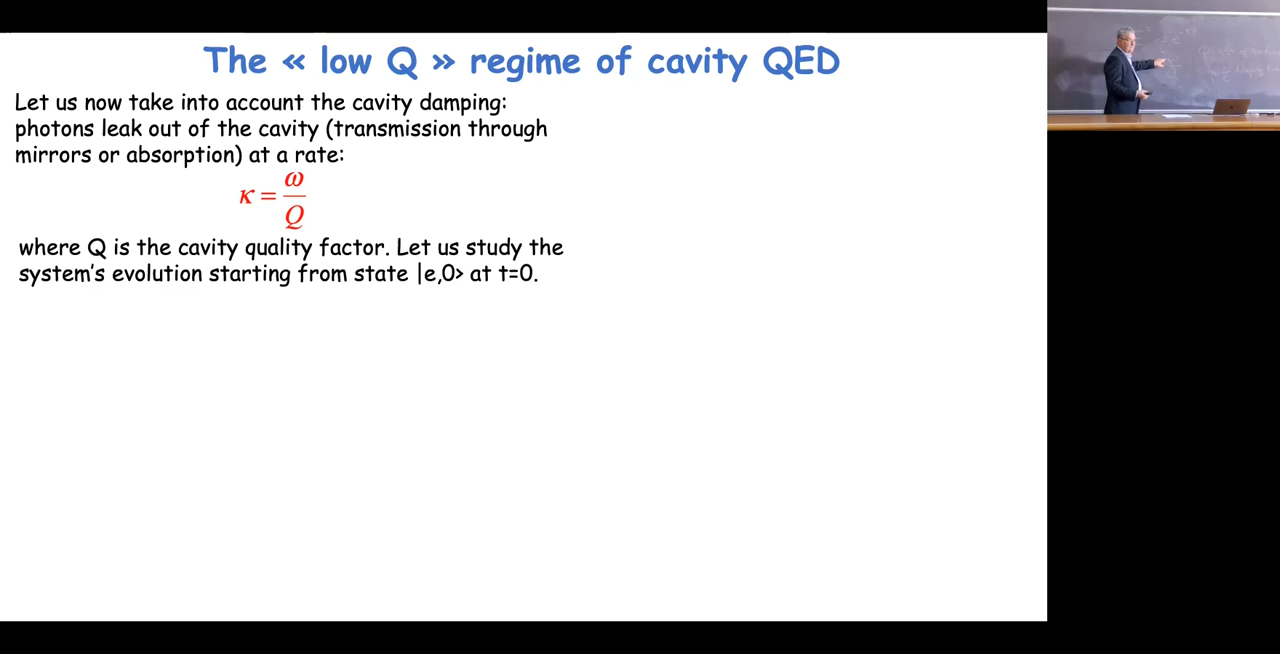 The « low Q » regime of cavity QED
Let us now take into account the cavity damping:
photons leak out of the cavity (transmission through
mirrors or absorption) at a rate:
κ = ω / Q
where Q is the cavity quality factor. Let us study the
system's evolution starting from state |e,0> at t=0.